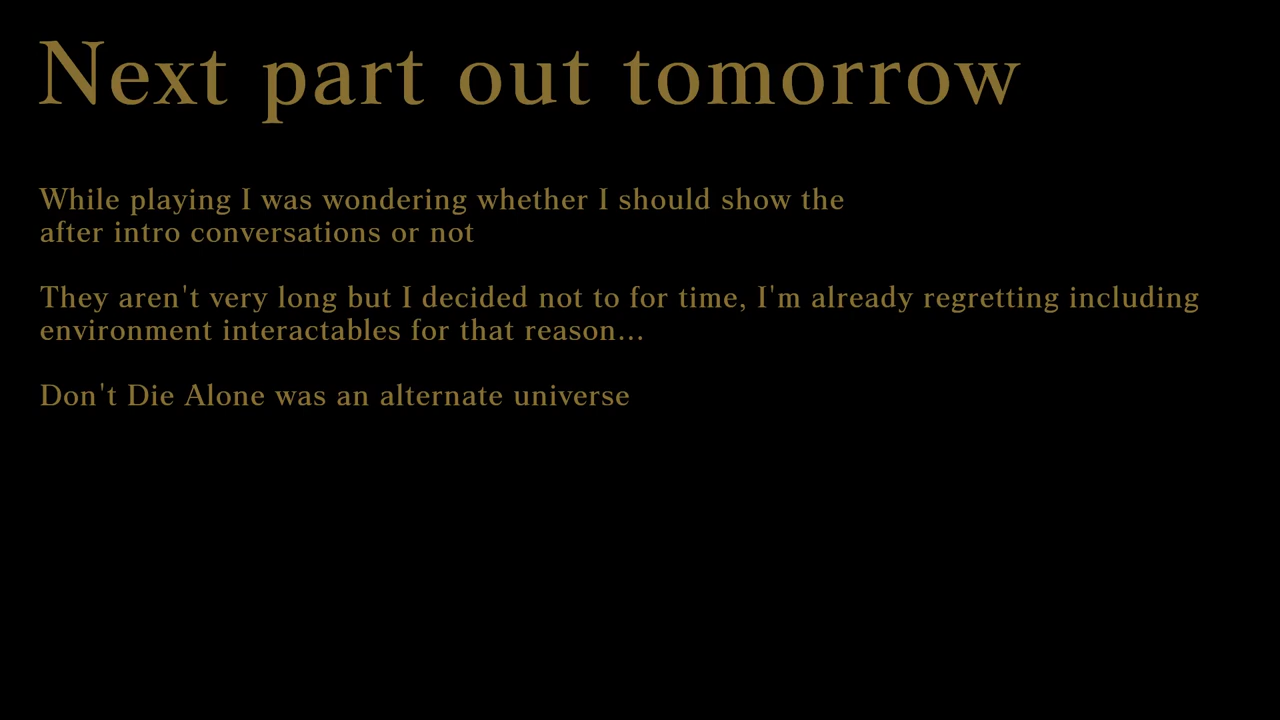 Next part out tomorrow
While playing I was wondering whether I should show the
after intro conversations or not
They aren't very long but I decided not to for time, I'm already regretting including
environment interactables for that reason...
Don't Die Alone was an alternate universe